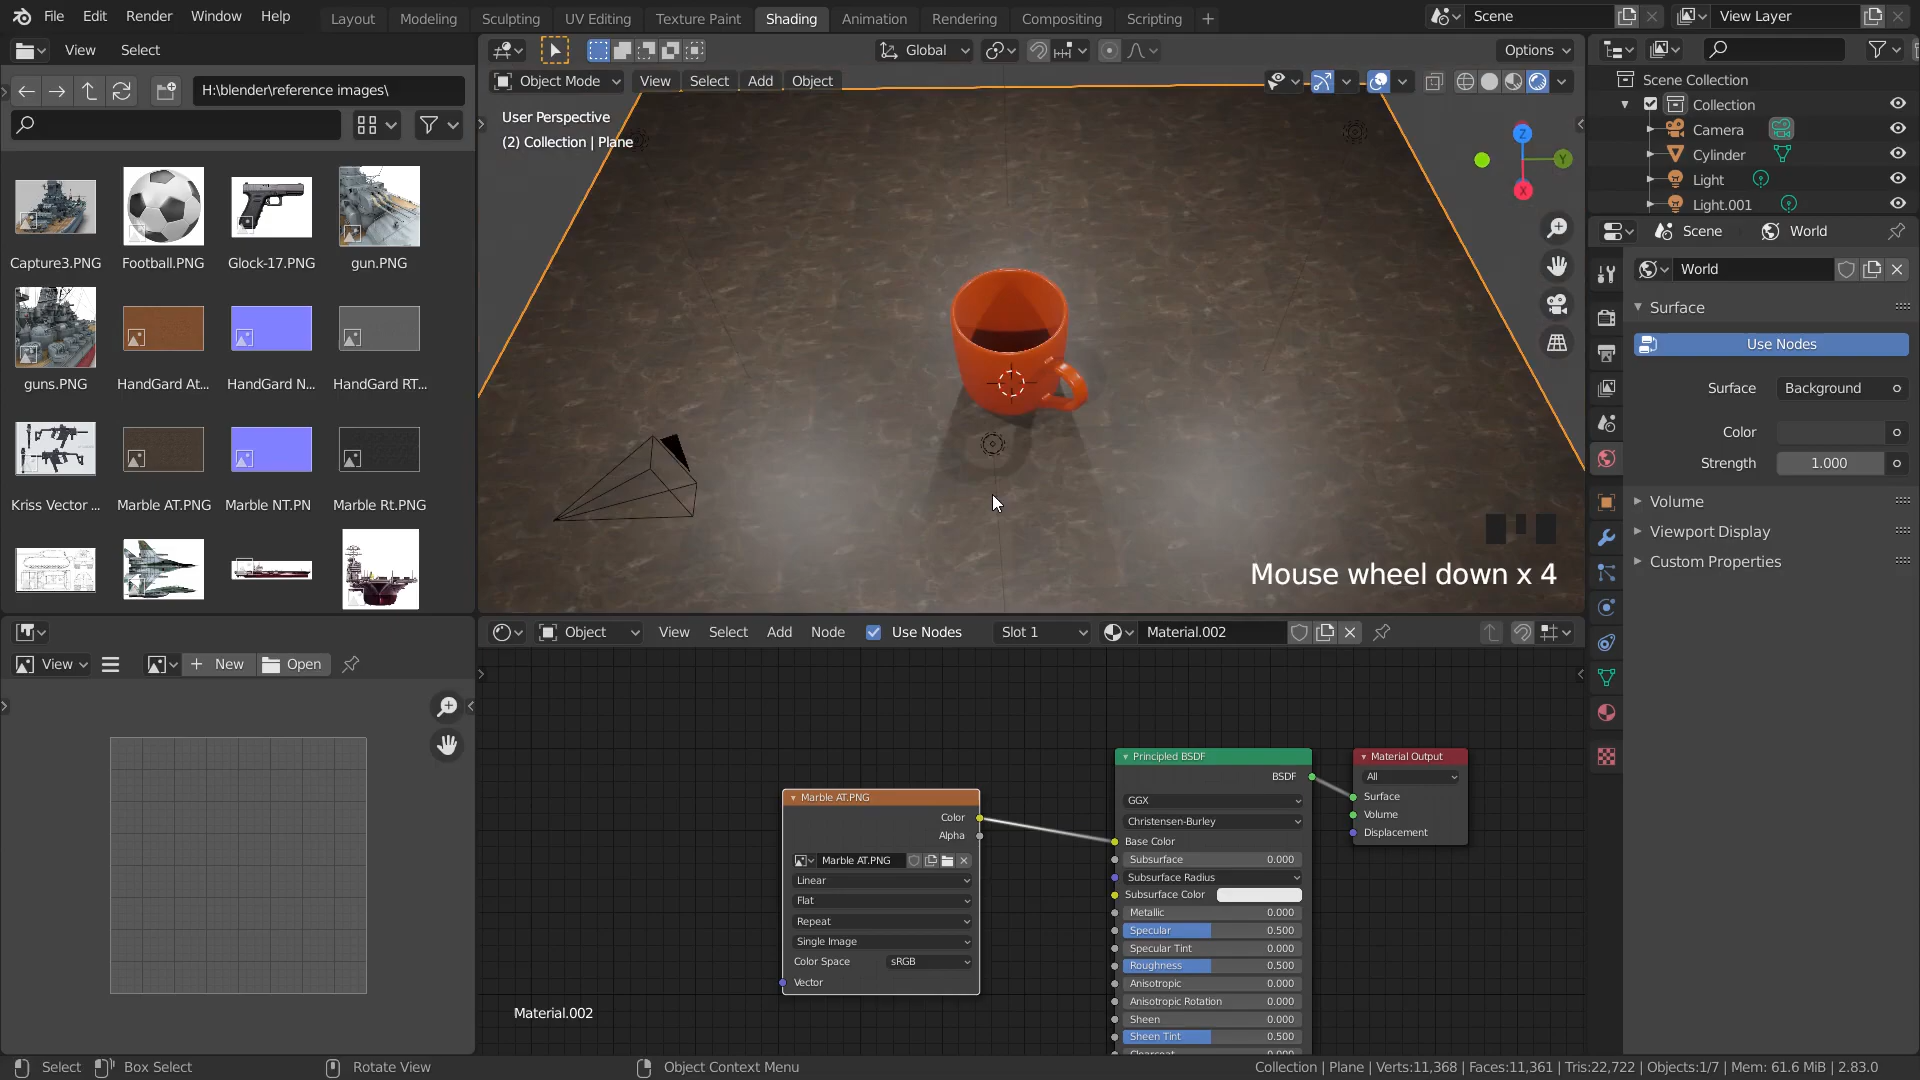 File Edit Render Window Help Layout Modeling Sculpting UV Editing Texture Paint Shading Animation Rendering Compositing Scripting + Scene View Layer
View Select
H:\blender\reference images\
Global Options
Object Mode View Select Add Object
User Perspective
(2) Collection | Plane
Z
Y
X
Capture3.PNG Football.PNG Glock-17.PNG gun.PNG
guns.PNG HandGard At... HandGard N... HandGard RT...
Kriss Vector ... Marble AT.PNG Marble NT.PN Marble Rt.PNG
Mouse wheel down x 4
Scene Collection
Collection
Camera
Cylinder
Light
Light.001
Scene World
World
Surface
Use Nodes
Surface Background
Color
Strength 1.000
Volume
Viewport Display
Custom Properties
View + New Open
Object View Select Add Node Use Nodes Slot 1 Material.002
Marble AT.PNG
Color
Alpha
Marble AT.PNG
Linear
Flat
Repeat
Single Image
Color Space sRGB
Vector
Principled BSDF
BSDF
GGX
Christensen-Burley
Base Color
Subsurface 0.000
Subsurface Radius
Subsurface Color
Metallic 0.000
Specular 0.500
Specular Tint 0.000
Roughness 0.500
Anisotropic 0.000
Anisotropic Rotation 0.000
Sheen 0.000
Sheen Tint 0.500
Material Output
All
Surface
Volume
Displacement
Material.002
Select Box Select Rotate View Object Context Menu Collection | Plane | Verts:11,368 | Faces:11,361 | Tris:22,722 | Objects:1/7 | Mem: 61.6 MiB | 2.83.0